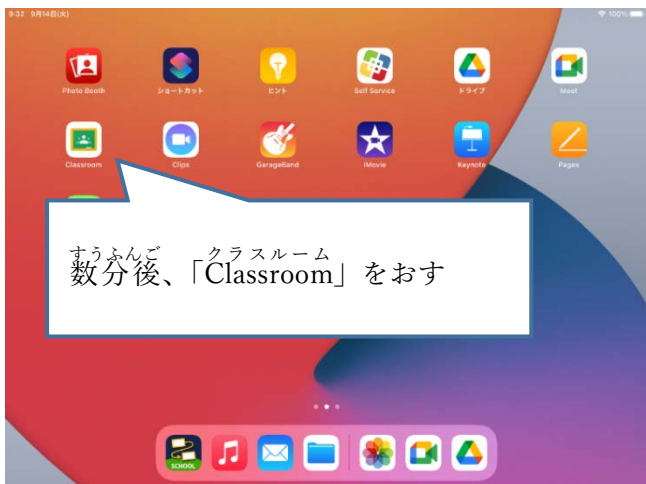 9:32 9月14日(火)
100%
Photo Booth
ショートカット
ヒント
Self Service
ドライブ
Meet
Classroom
Clips
GarageBand
iMovie
Keynote
Pages
すうふんご クラスルーム
数分後、「Classroom」をおす
SCHOOL